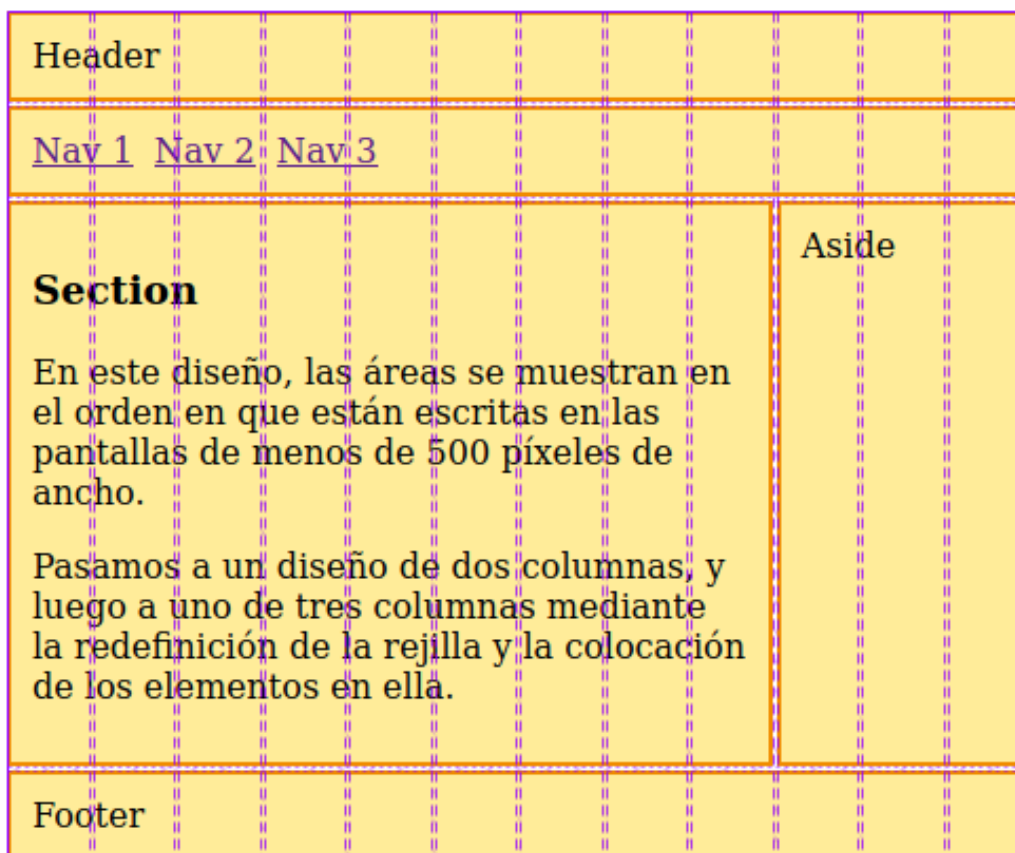 Header
Nav 1 Nav 2 Nav 3
Section
En este diseño, las áreas se muestran en
el orden en que están escritas en las
pantallas de menos de 500 píxeles de
ancho.
Pasamos a un diseño de dos columnas, y
luego a uno de tres columnas mediante
la redefinición de la rejilla y la colocación
de los elementos en ella.
Aside
Footer